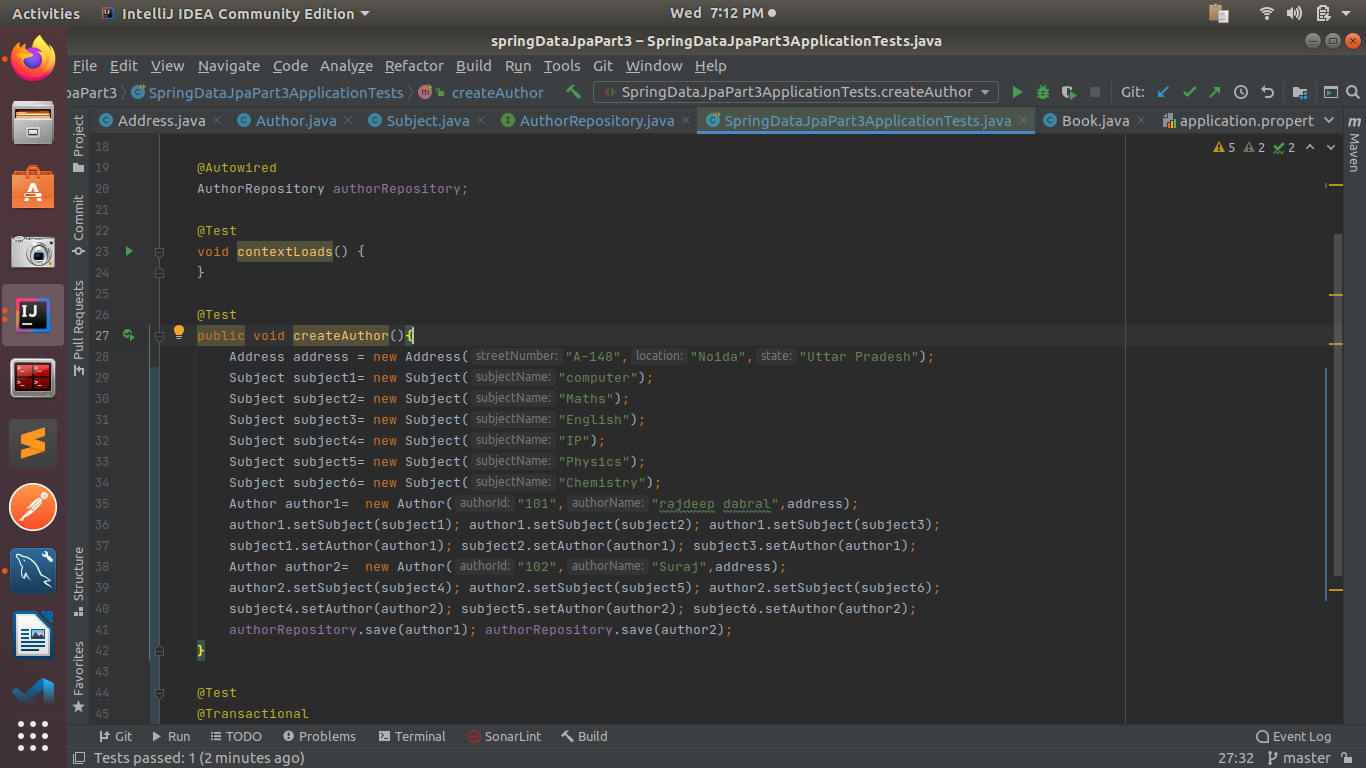 Activities IntelliJ IDEA Community Edition Wed 7:12 PM
springDataJpaPart3 – SpringDataJpaPart3ApplicationTests.java
File Edit View Navigate Code Analyze Refactor Build Run Tools Git Window Help
paPart3 SpringDataJpaPart3ApplicationTests m createAuthor SpringDataJpaPart3ApplicationTests.createAuthor Git:
Address.java Author.java Subject.java AuthorRepository.java SpringDataJpaPart3ApplicationTests.java Book.java application.propert
Project
Commit
Pull Requests
Structure
Favorites
Maven
5 2 2
18
19 @Autowired
20 AuthorRepository authorRepository;
21
22 @Test
23 void contextLoads() {
24 }
25
26 @Test
27 public void createAuthor(){
28 Address address = new Address( streetNumber: "A-148", location: "Noida", state: "Uttar Pradesh");
29 Subject subject1= new Subject( subjectName: "computer");
30 Subject subject2= new Subject( subjectName: "Maths");
31 Subject subject3= new Subject( subjectName: "English");
32 Subject subject4= new Subject( subjectName: "IP");
33 Subject subject5= new Subject( subjectName: "Physics");
34 Subject subject6= new Subject( subjectName: "Chemistry");
35 Author author1= new Author( authorId: "101", authorName: "rajdeep dabral",address);
36 author1.setSubject(subject1); author1.setSubject(subject2); author1.setSubject(subject3);
37 subject1.setAuthor(author1); subject2.setAuthor(author1); subject3.setAuthor(author1);
38 Author author2= new Author( authorId: "102", authorName: "Suraj",address);
39 author2.setSubject(subject4); author2.setSubject(subject5); author2.setSubject(subject6);
40 subject4.setAuthor(author2); subject5.setAuthor(author2); subject6.setAuthor(author2);
41 authorRepository.save(author1); authorRepository.save(author2);
42 }
43
44 @Test
45 @Transactional
Git Run TODO Problems Terminal SonarLint Build Event Log
Tests passed: 1 (2 minutes ago) 27:32 master